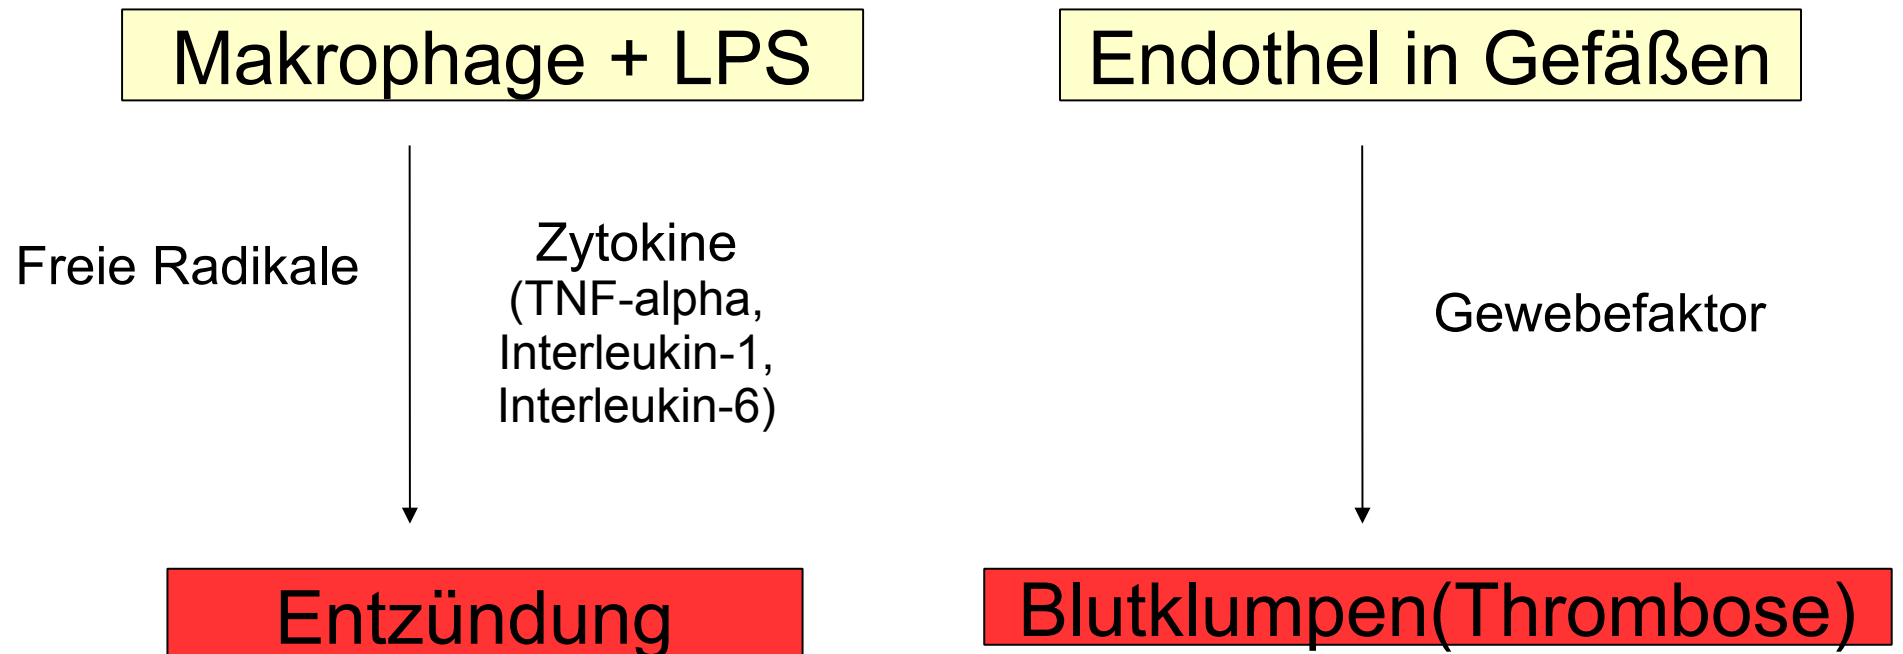 Makrophage + LPS
Endothel in Gefäßen
Freie Radikale
Zytokine
(TNF-alpha,
Interleukin-1,
Interleukin-6)
Gewebefaktor
Entzündung
Blutklumpen(Thrombose)